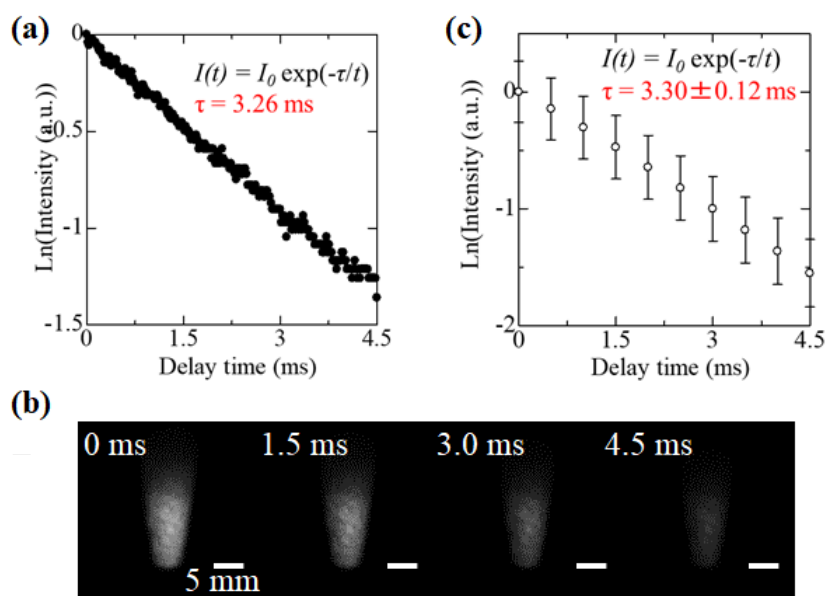 (a)
0
-0.5
-1
-1.5
Ln(Intensity (a.u.))
I(t) = I₀ exp(-τ/t)
τ = 3.26 ms
0 1.5 3 4.5
Delay time (ms)
(c)
0
-1
-2
Ln(Intensity (a.u.))
I(t) = I₀ exp(-τ/t)
τ = 3.30±0.12 ms
0 1.5 3 4.5
Delay time (ms)
(b)
0 ms 1.5 ms 3.0 ms 4.5 ms
5 mm